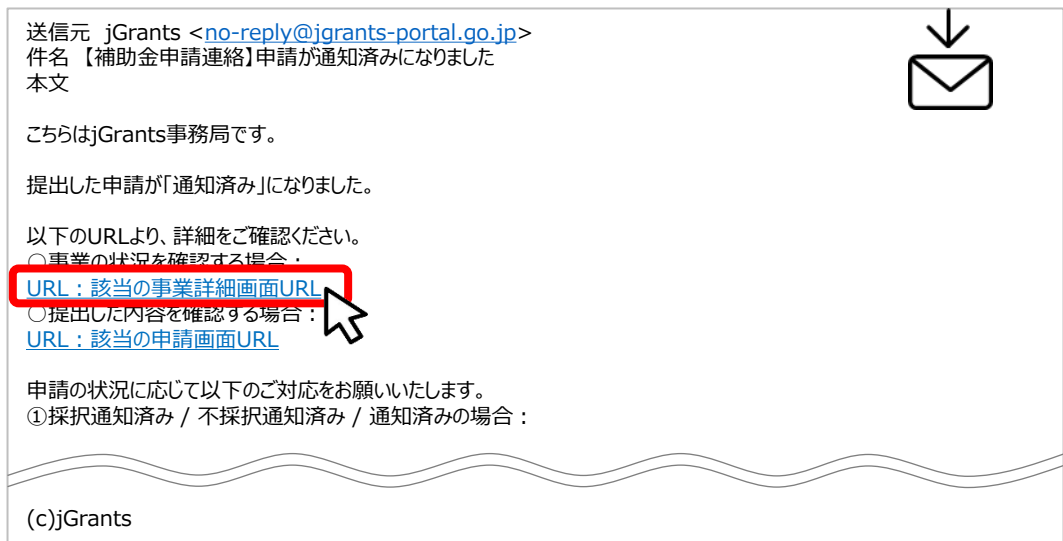 送信元 jGrants <no-reply@jgrants-portal.go.jp>
件名 【補助金申請連絡】申請が通知済みになりました
本文
こちらはjGrants事務局です。
提出した申請が「通知済み」になりました。
以下のURLより、詳細をご確認ください。
○事業の状況を確認する場合：
URL：該当の事業詳細画面URL
○提出した内容を確認する場合：
URL：該当の申請画面URL
申請の状況に応じて以下のご対応をお願いいたします。
①採択通知済み / 不採択通知済み / 通知済みの場合：
(c)jGrants